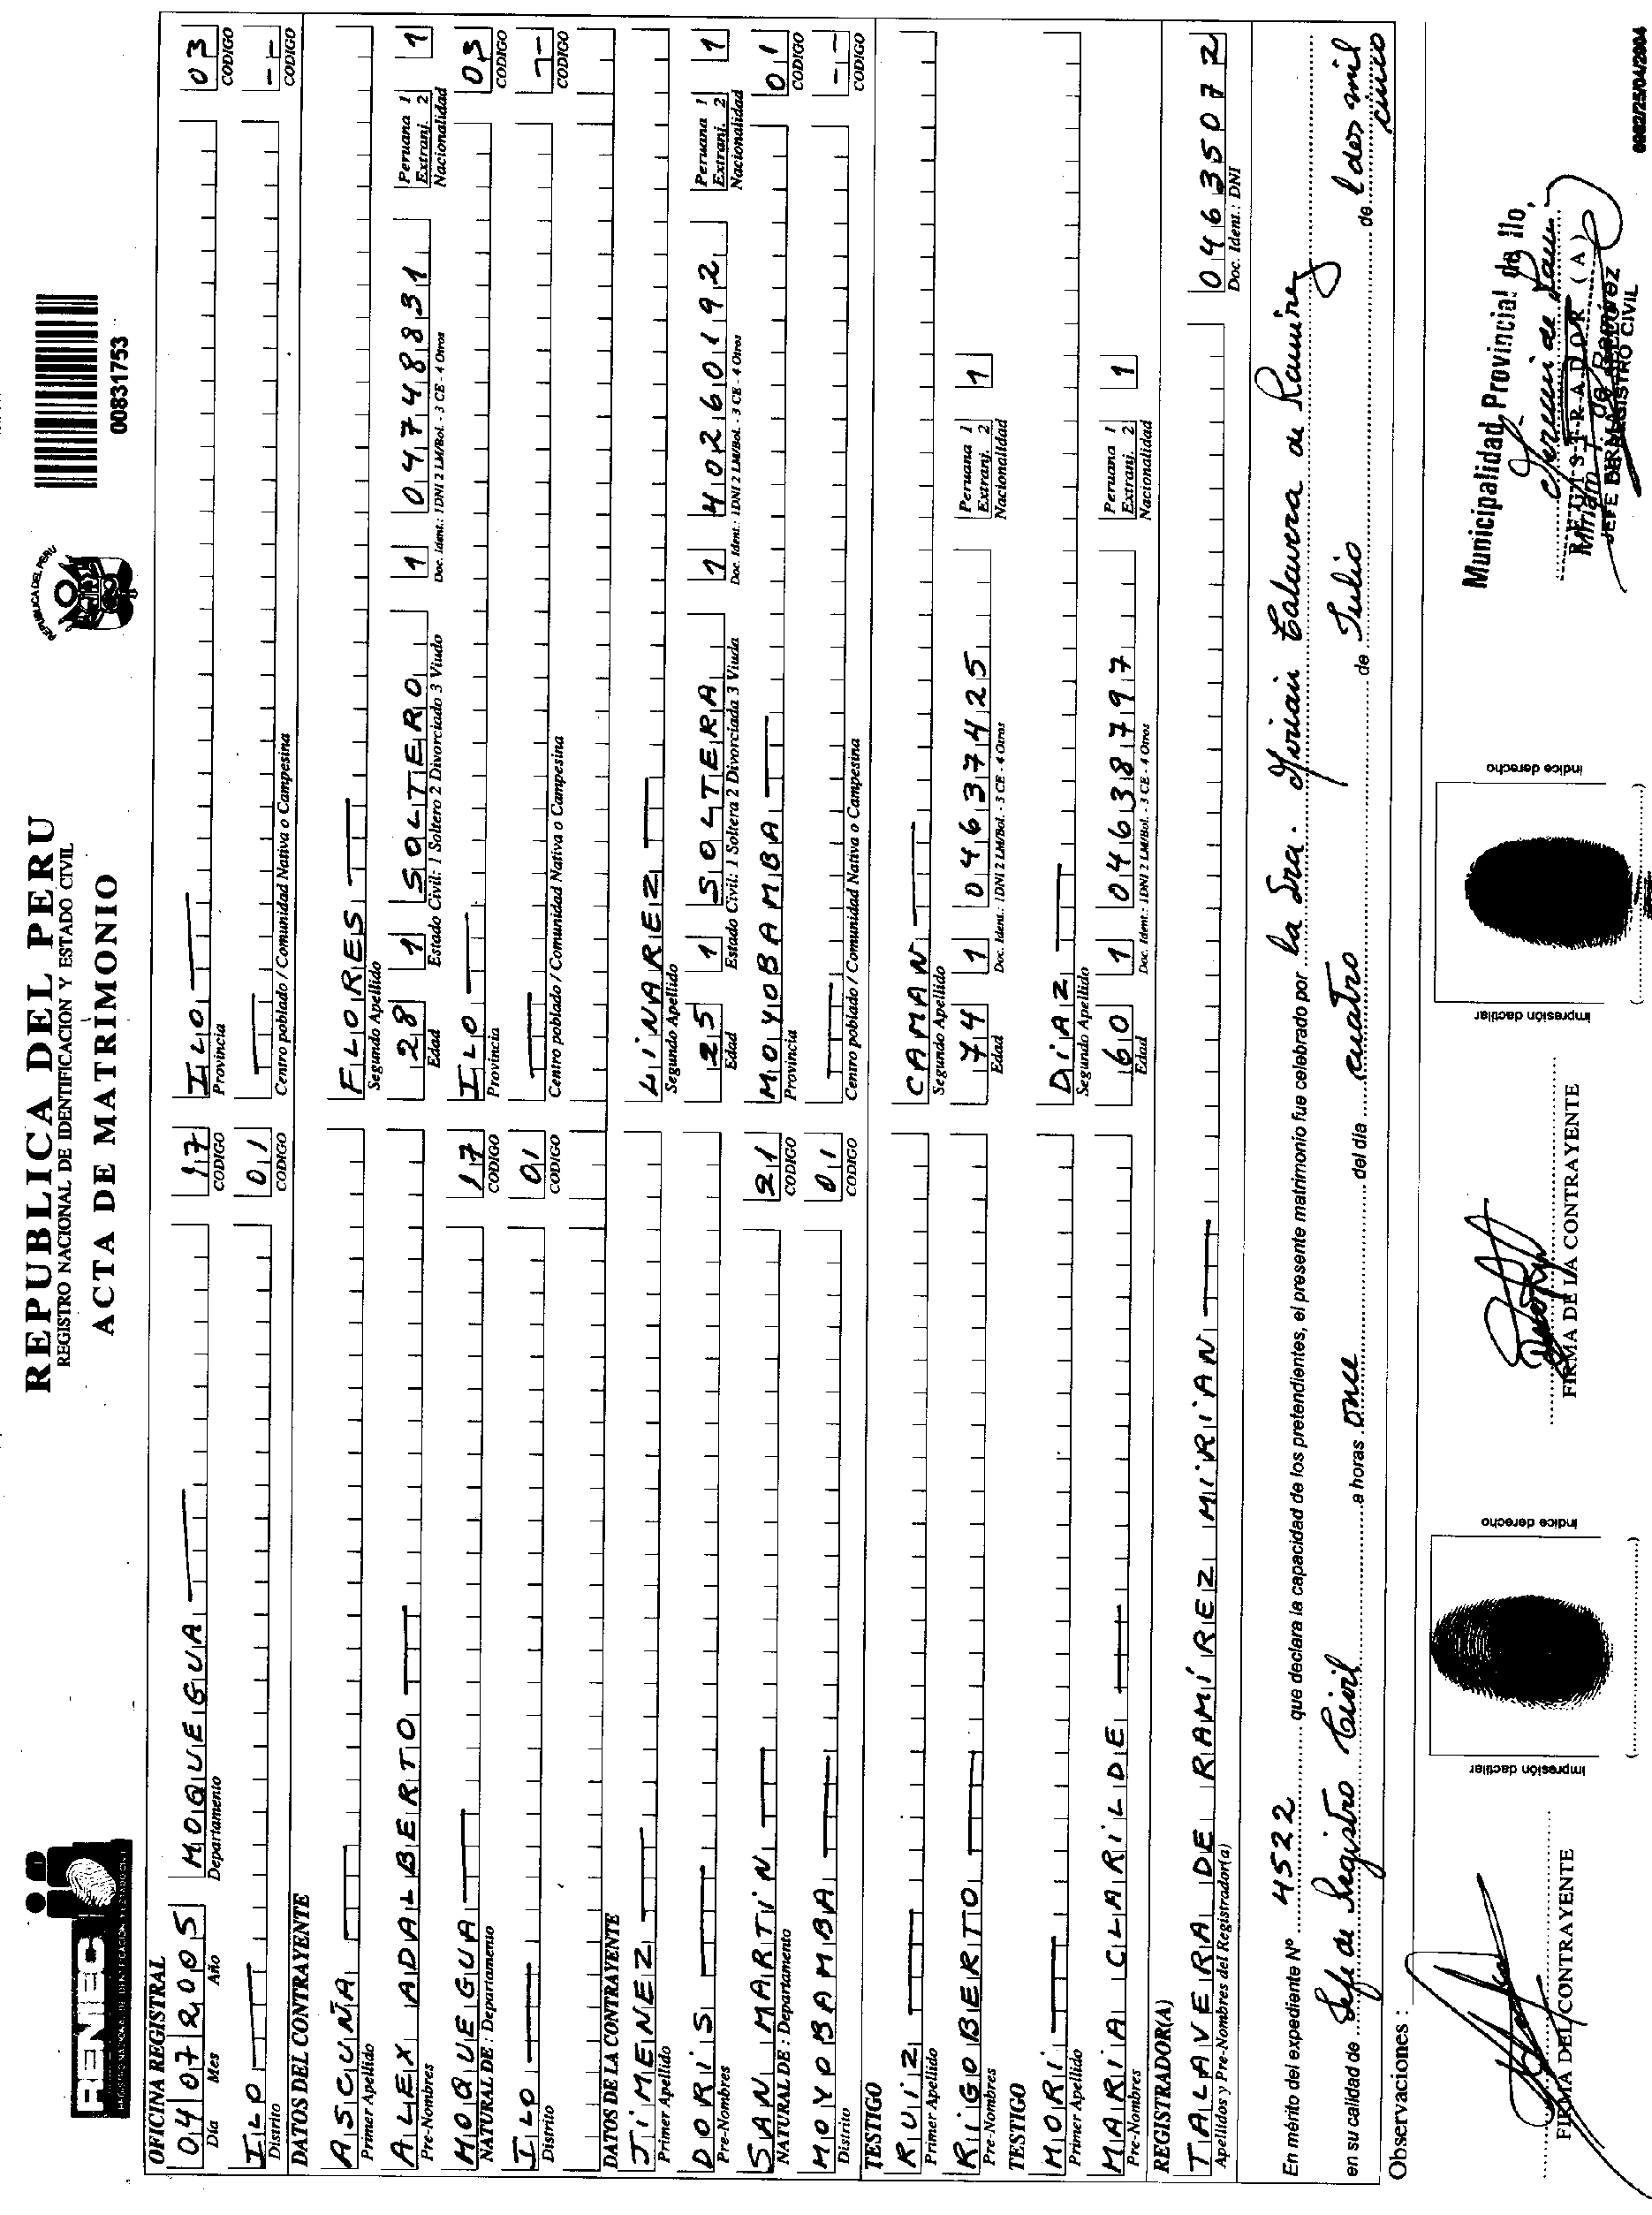 RENIEC
REGISTRO NACIONAL DE IDENTIFICACION Y ESTADO CIVIL
REPUBLICA DEL PERU
REGISTRO NACIONAL DE IDENTIFICACION Y ESTADO CIVIL
ACTA DE MATRIMONIO
REPUBLICA DEL PERU
00831753
OFICINA REGISTRAL
04 07 2005 MOQUEGUA 17 ILO 03
Día Mes Año Departamento CODIGO Provincia CODIGO
ILO 01 --
Distrito CODIGO Centro poblado / Comunidad Nativa o Campesina CODIGO
DATOS DEL CONTRAYENTE
ASCUÑA FLORES
Primer Apellido Segundo Apellido
ALEX ADALBERTO 28 1 SOLTERO 1 04748831 Peruana 1 Extranj. 2 1
Pre-Nombres Edad Estado Civil: 1 Soltero 2 Divorciado 3 Viudo Doc. Ident.: 1DNI 2 LM/Bol. - 3 CE - 4 Otros Nacionalidad
MOQUEGUA 17 ILO 03
NATURAL DE : Departamento CODIGO Provincia CODIGO
ILO 01 --
Distrito CODIGO Centro poblado / Comunidad Nativa o Campesina CODIGO
DATOS DE LA CONTRAYENTE
JiMENEZ LiNAREZ
Primer Apellido Segundo Apellido
DORiS 25 1 SOLTERA 1 40260192 Peruana 1 Extranj. 2 1
Pre-Nombres Edad Estado Civil: 1 Soltera 2 Divorciada 3 Viuda Doc. Ident.: 1DNI 2 LM/Bol. - 3 CE - 4 Otros Nacionalidad
SAN MARTiN 21 MOYOBAMBA 01
NATURAL DE : Departamento CODIGO Provincia CODIGO
MOYOBAMBA 01 --
Distrito CODIGO Centro poblado / Comunidad Nativa o Campesina CODIGO
TESTIGO
RUiZ CAMAN
Primer Apellido Segundo Apellido
RiGOBERTO 74 1 04637425 Peruana 1 Extranj. 2 1
Pre-Nombres Edad Doc. Ident.: 1DNI 2 LM/Bol. - 3 CE - 4 Otros Nacionalidad
TESTIGO
MORi DiAZ
Primer Apellido Segundo Apellido
MARiA CLARiLDE 60 1 04638797 Peruana 1 Extranj. 2 1
Pre-Nombres Edad Doc. Ident.: 1DNI 2 LM/Bol. - 3 CE - 4 Otros Nacionalidad
REGISTRADOR(A)
TALAVERA DE RAMíREZ MiRiAN 04635072
Apellidos y Pre-Nombres del Registrador(a) Doc. Ident.: DNI
En mérito del expediente Nº 4522 que declara la capacidad de los pretendientes, el presente matrimonio fue celebrado por la Sra. Mirian Talavera de Ramirez
en su calidad de Jefe de Registro Civil a horas once del día cuatro de Julio de dos mil cinco
Observaciones :
FIRMA DEL CONTRAYENTE
Impresión dactilar
Indice derecho
FIRMA DE LA CONTRAYENTE
Impresión dactilar
Indice derecho
Municipalidad Provincial de Ilo,
REGISTRADOR (A)
JEFE DE REGISTRO CIVIL
0002/25/04/2004